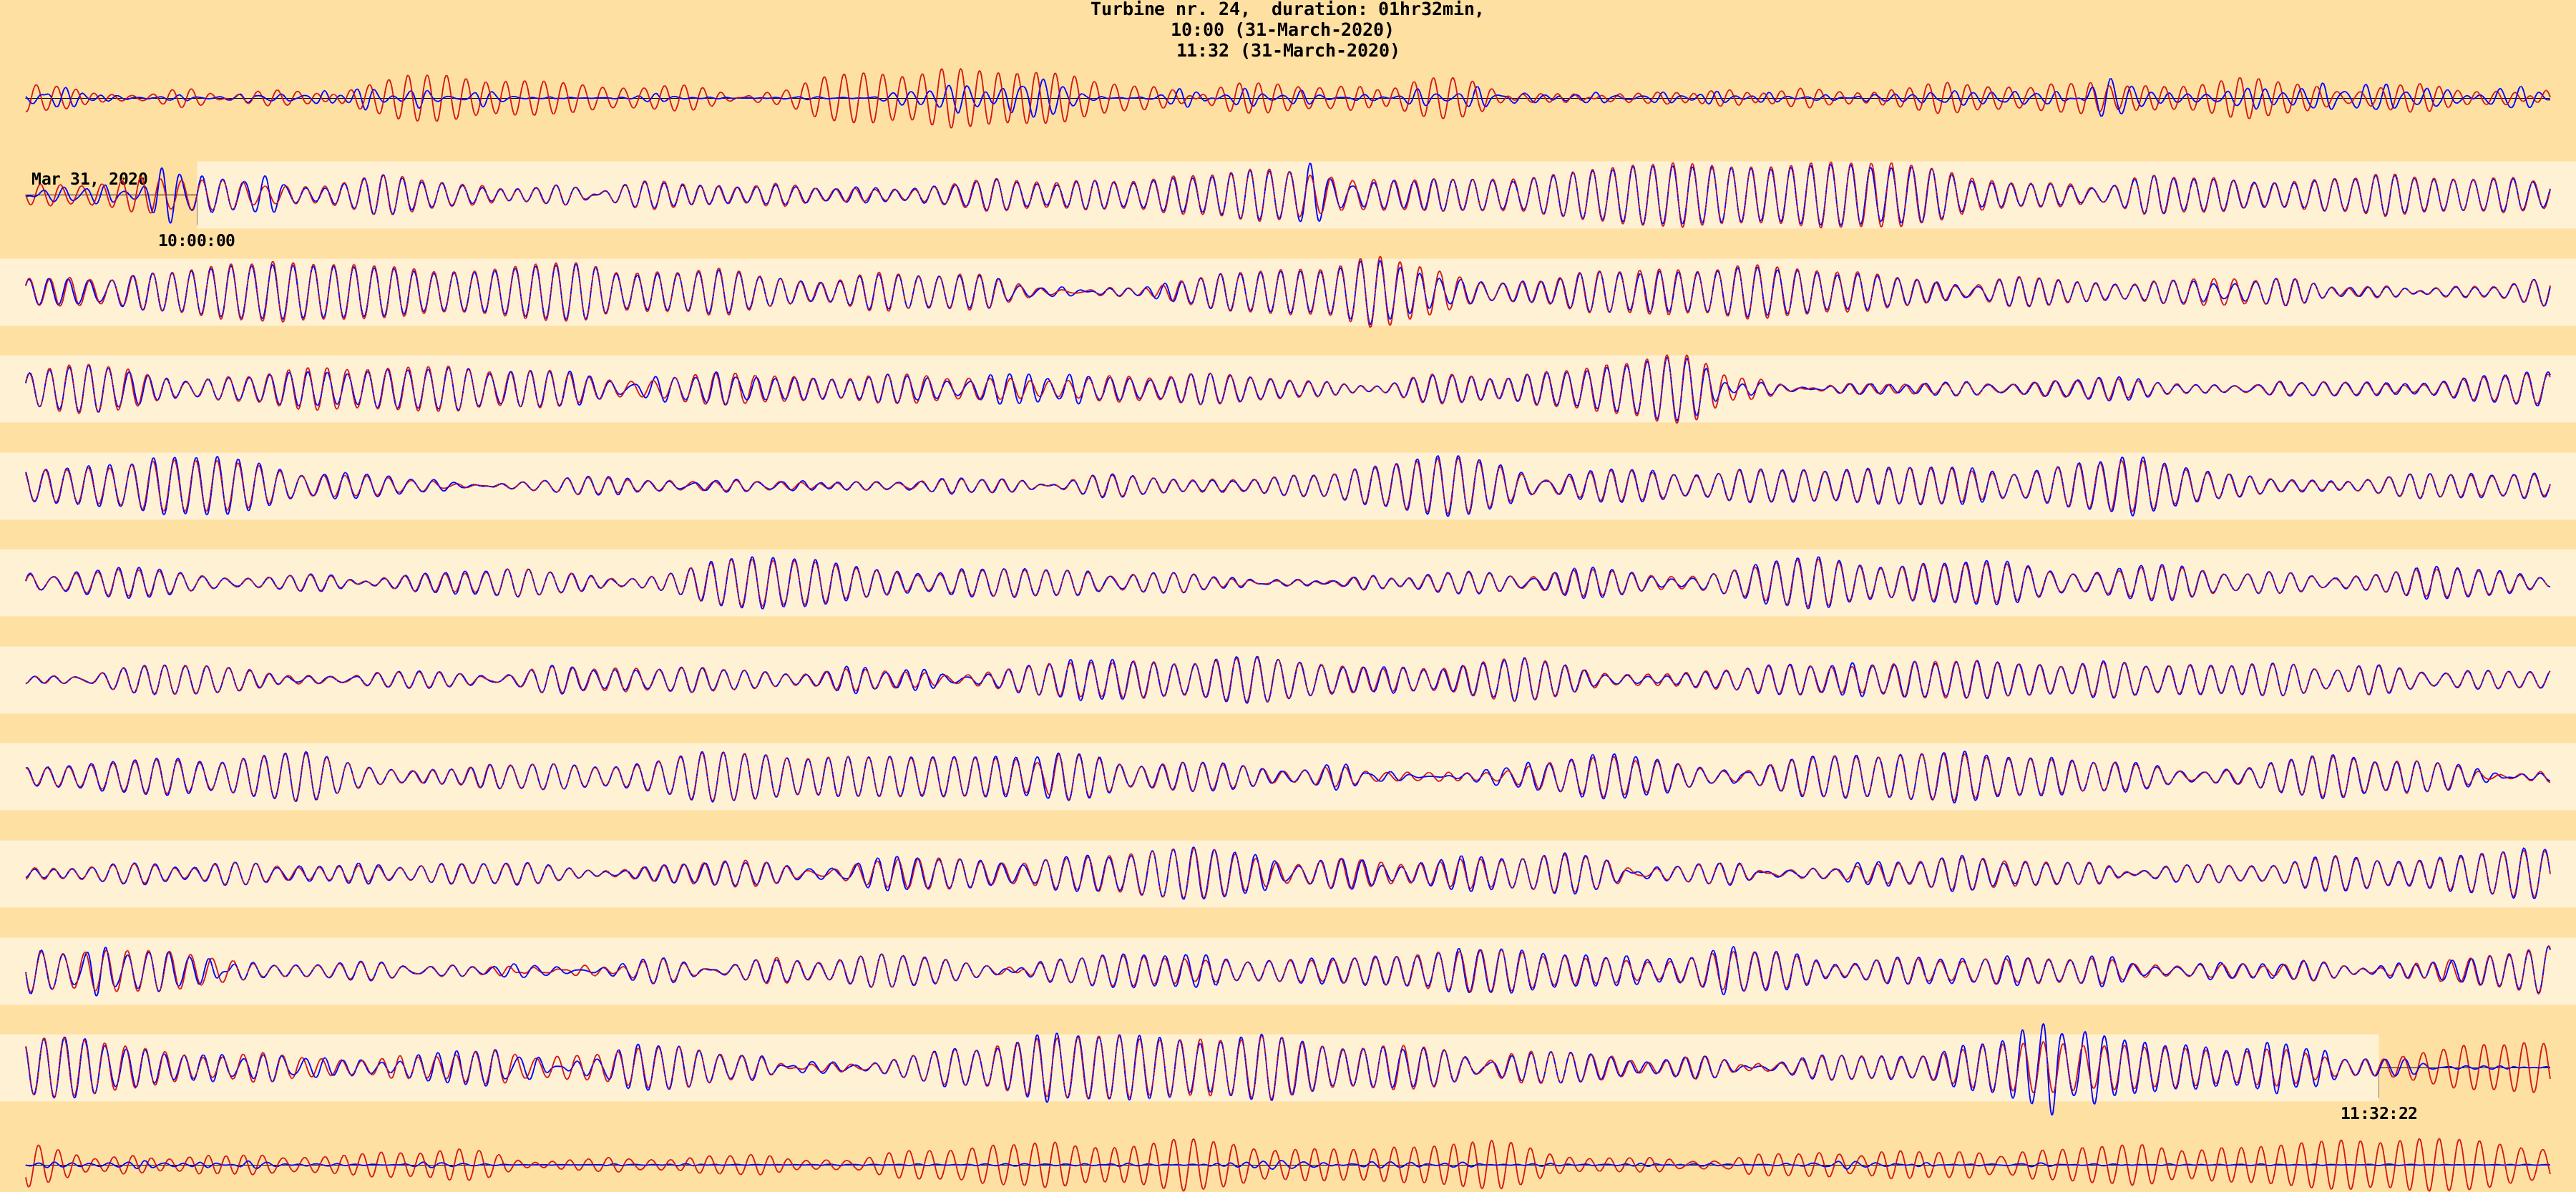 Turbine nr. 24,  duration: 01hr32min,
10:00 (31-March-2020)
11:32 (31-March-2020)
Mar 31, 2020
10:00:00
11:32:22